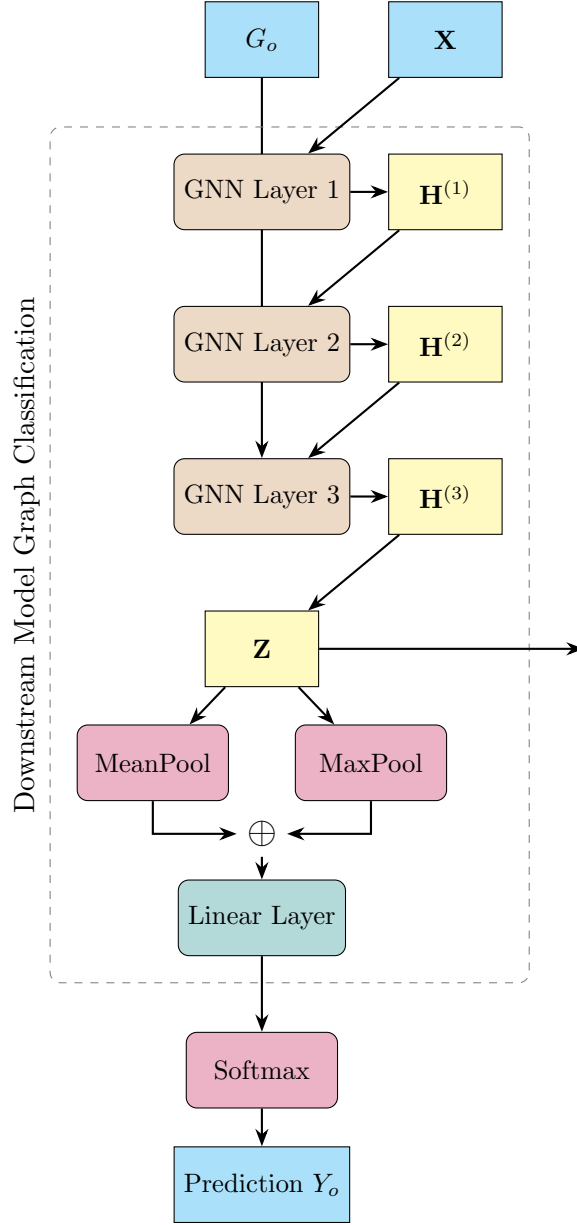 G_o
X
GNN Layer 1
H^(1)
GNN Layer 2
H^(2)
GNN Layer 3
H^(3)
Downstream Model Graph Classification
Z
MeanPool
MaxPool
⊕
Linear Layer
Softmax
Prediction Y_o